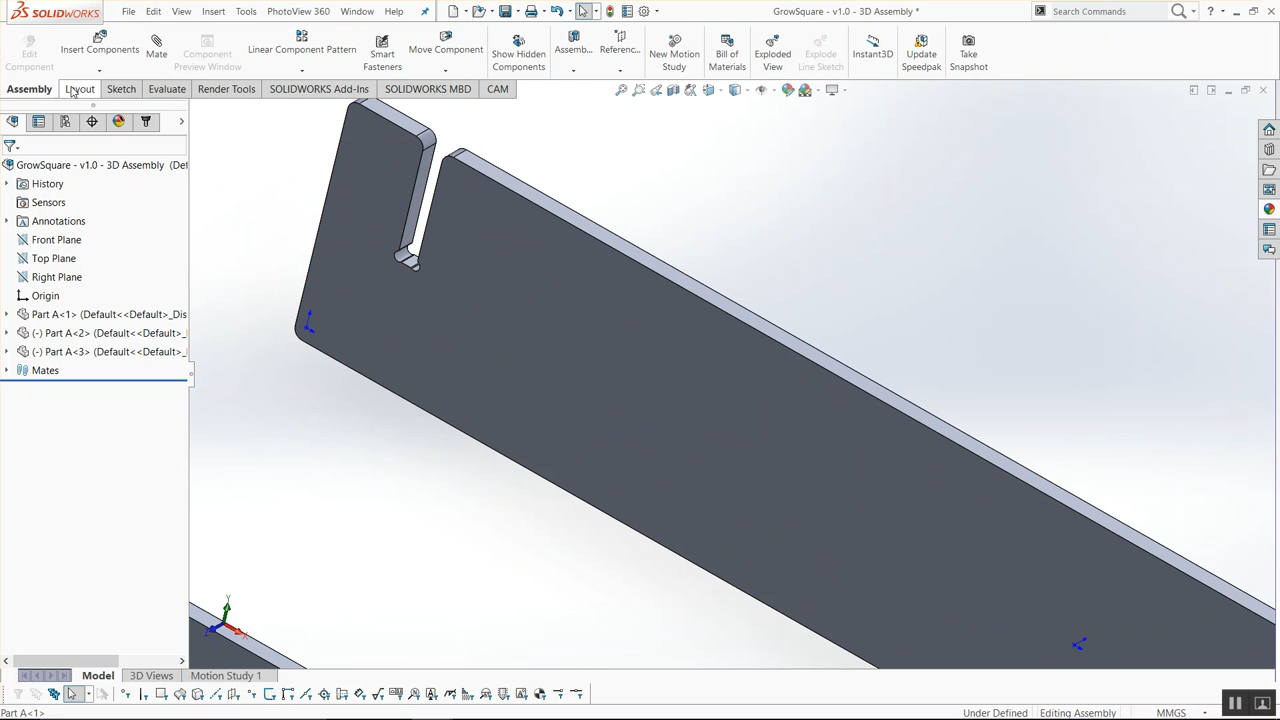 SOLIDWORKS File Edit View Insert Tools PhotoView 360 Window Help GrowSquare - v1.0 - 3D Assembly * Search Commands ?
Edit Component Insert Components Mate Component Preview Window Linear Component Pattern Smart Fasteners Move Component Show Hidden Components Assemb... Referenc... New Motion Study Bill of Materials Exploded View Explode Line Sketch Instant3D Update Speedpak Take Snapshot
Assembly Layout Sketch Evaluate Render Tools SOLIDWORKS Add-Ins SOLIDWORKS MBD CAM
GrowSquare - v1.0 - 3D Assembly (Def
History
Sensors
Annotations
Front Plane
Top Plane
Right Plane
Origin
Part A<1> (Default<<Default>_Dis
(-) Part A<2> (Default<<Default>_
(-) Part A<3> (Default<<Default>_
Mates
Y
X
Z
Model 3D Views Motion Study 1
Part A<1> Under Defined Editing Assembly MMGS